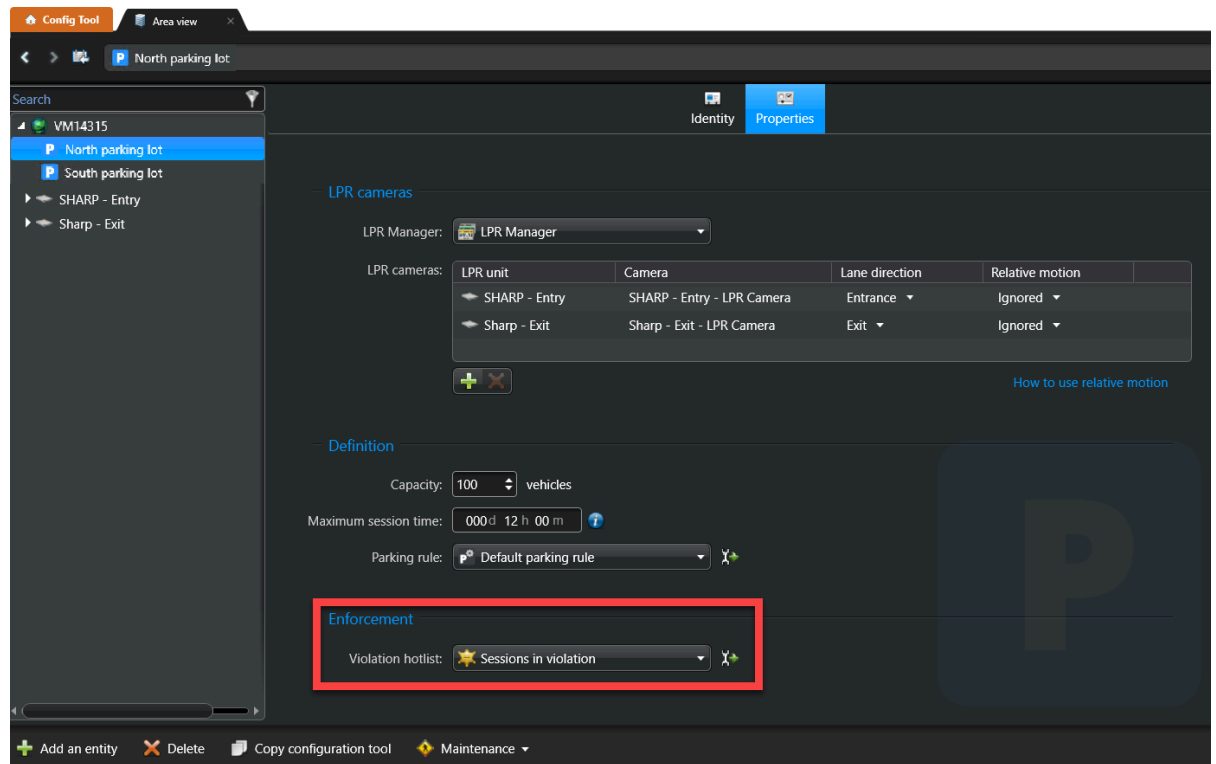 Config Tool
Area view
North parking lot
Search
VM14315
P North parking lot
P South parking lot
SHARP - Entry
Sharp - Exit
Identity
Properties
LPR cameras
LPR Manager: LPR Manager
LPR cameras:
LPR unit Camera Lane direction Relative motion
SHARP - Entry SHARP - Entry - LPR Camera Entrance Ignored
Sharp - Exit Sharp - Exit - LPR Camera Exit Ignored
How to use relative motion
Definition
Capacity: 100 vehicles
Maximum session time: 000 d 12 h 00 m
Parking rule: P Default parking rule
Enforcement
Violation hotlist: Sessions in violation
P
Add an entity Delete Copy configuration tool Maintenance